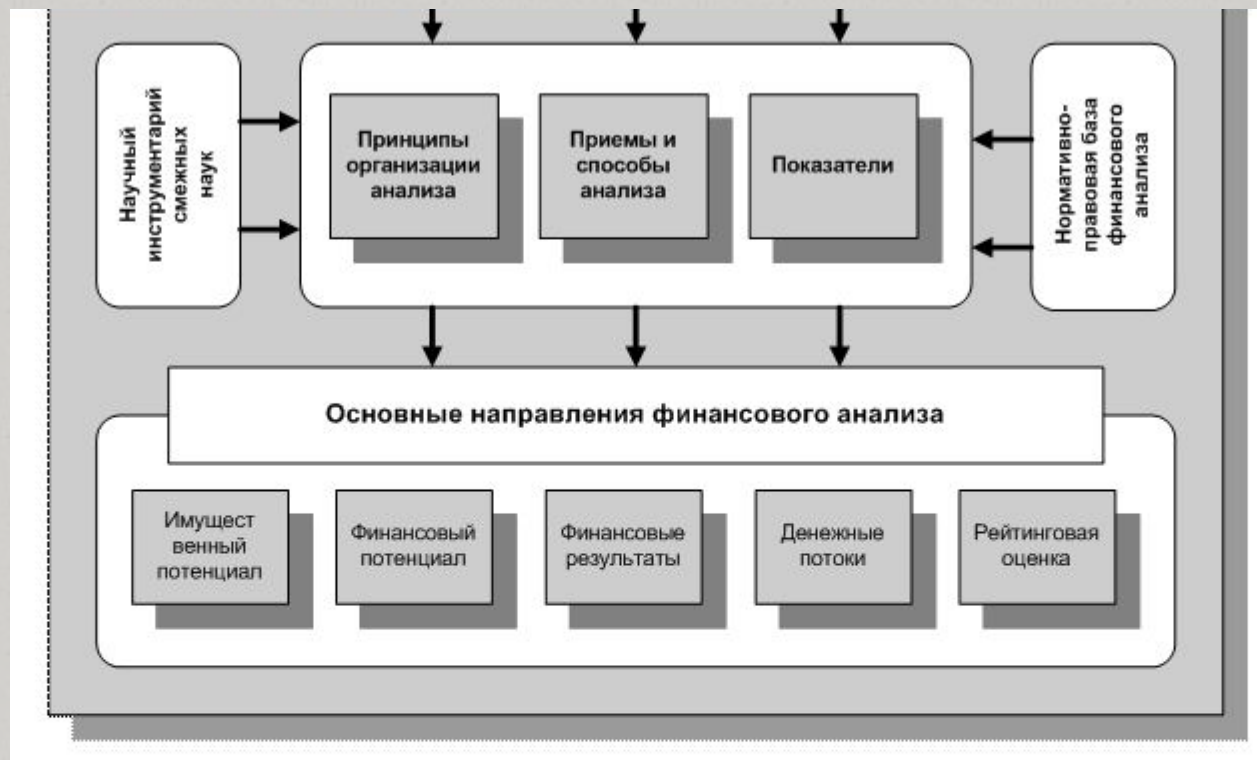 Научный
инструментарий
смежных
наук
Принципы
организации
анализа
Приемы и
способы
анализа
Показатели
Нормативно-
правовая база
финансового
анализа
Основные направления финансового анализа
Имущест
венный
потенциал
Финансовый
потенциал
Финансовые
результаты
Денежные
потоки
Рейтинговая
оценка